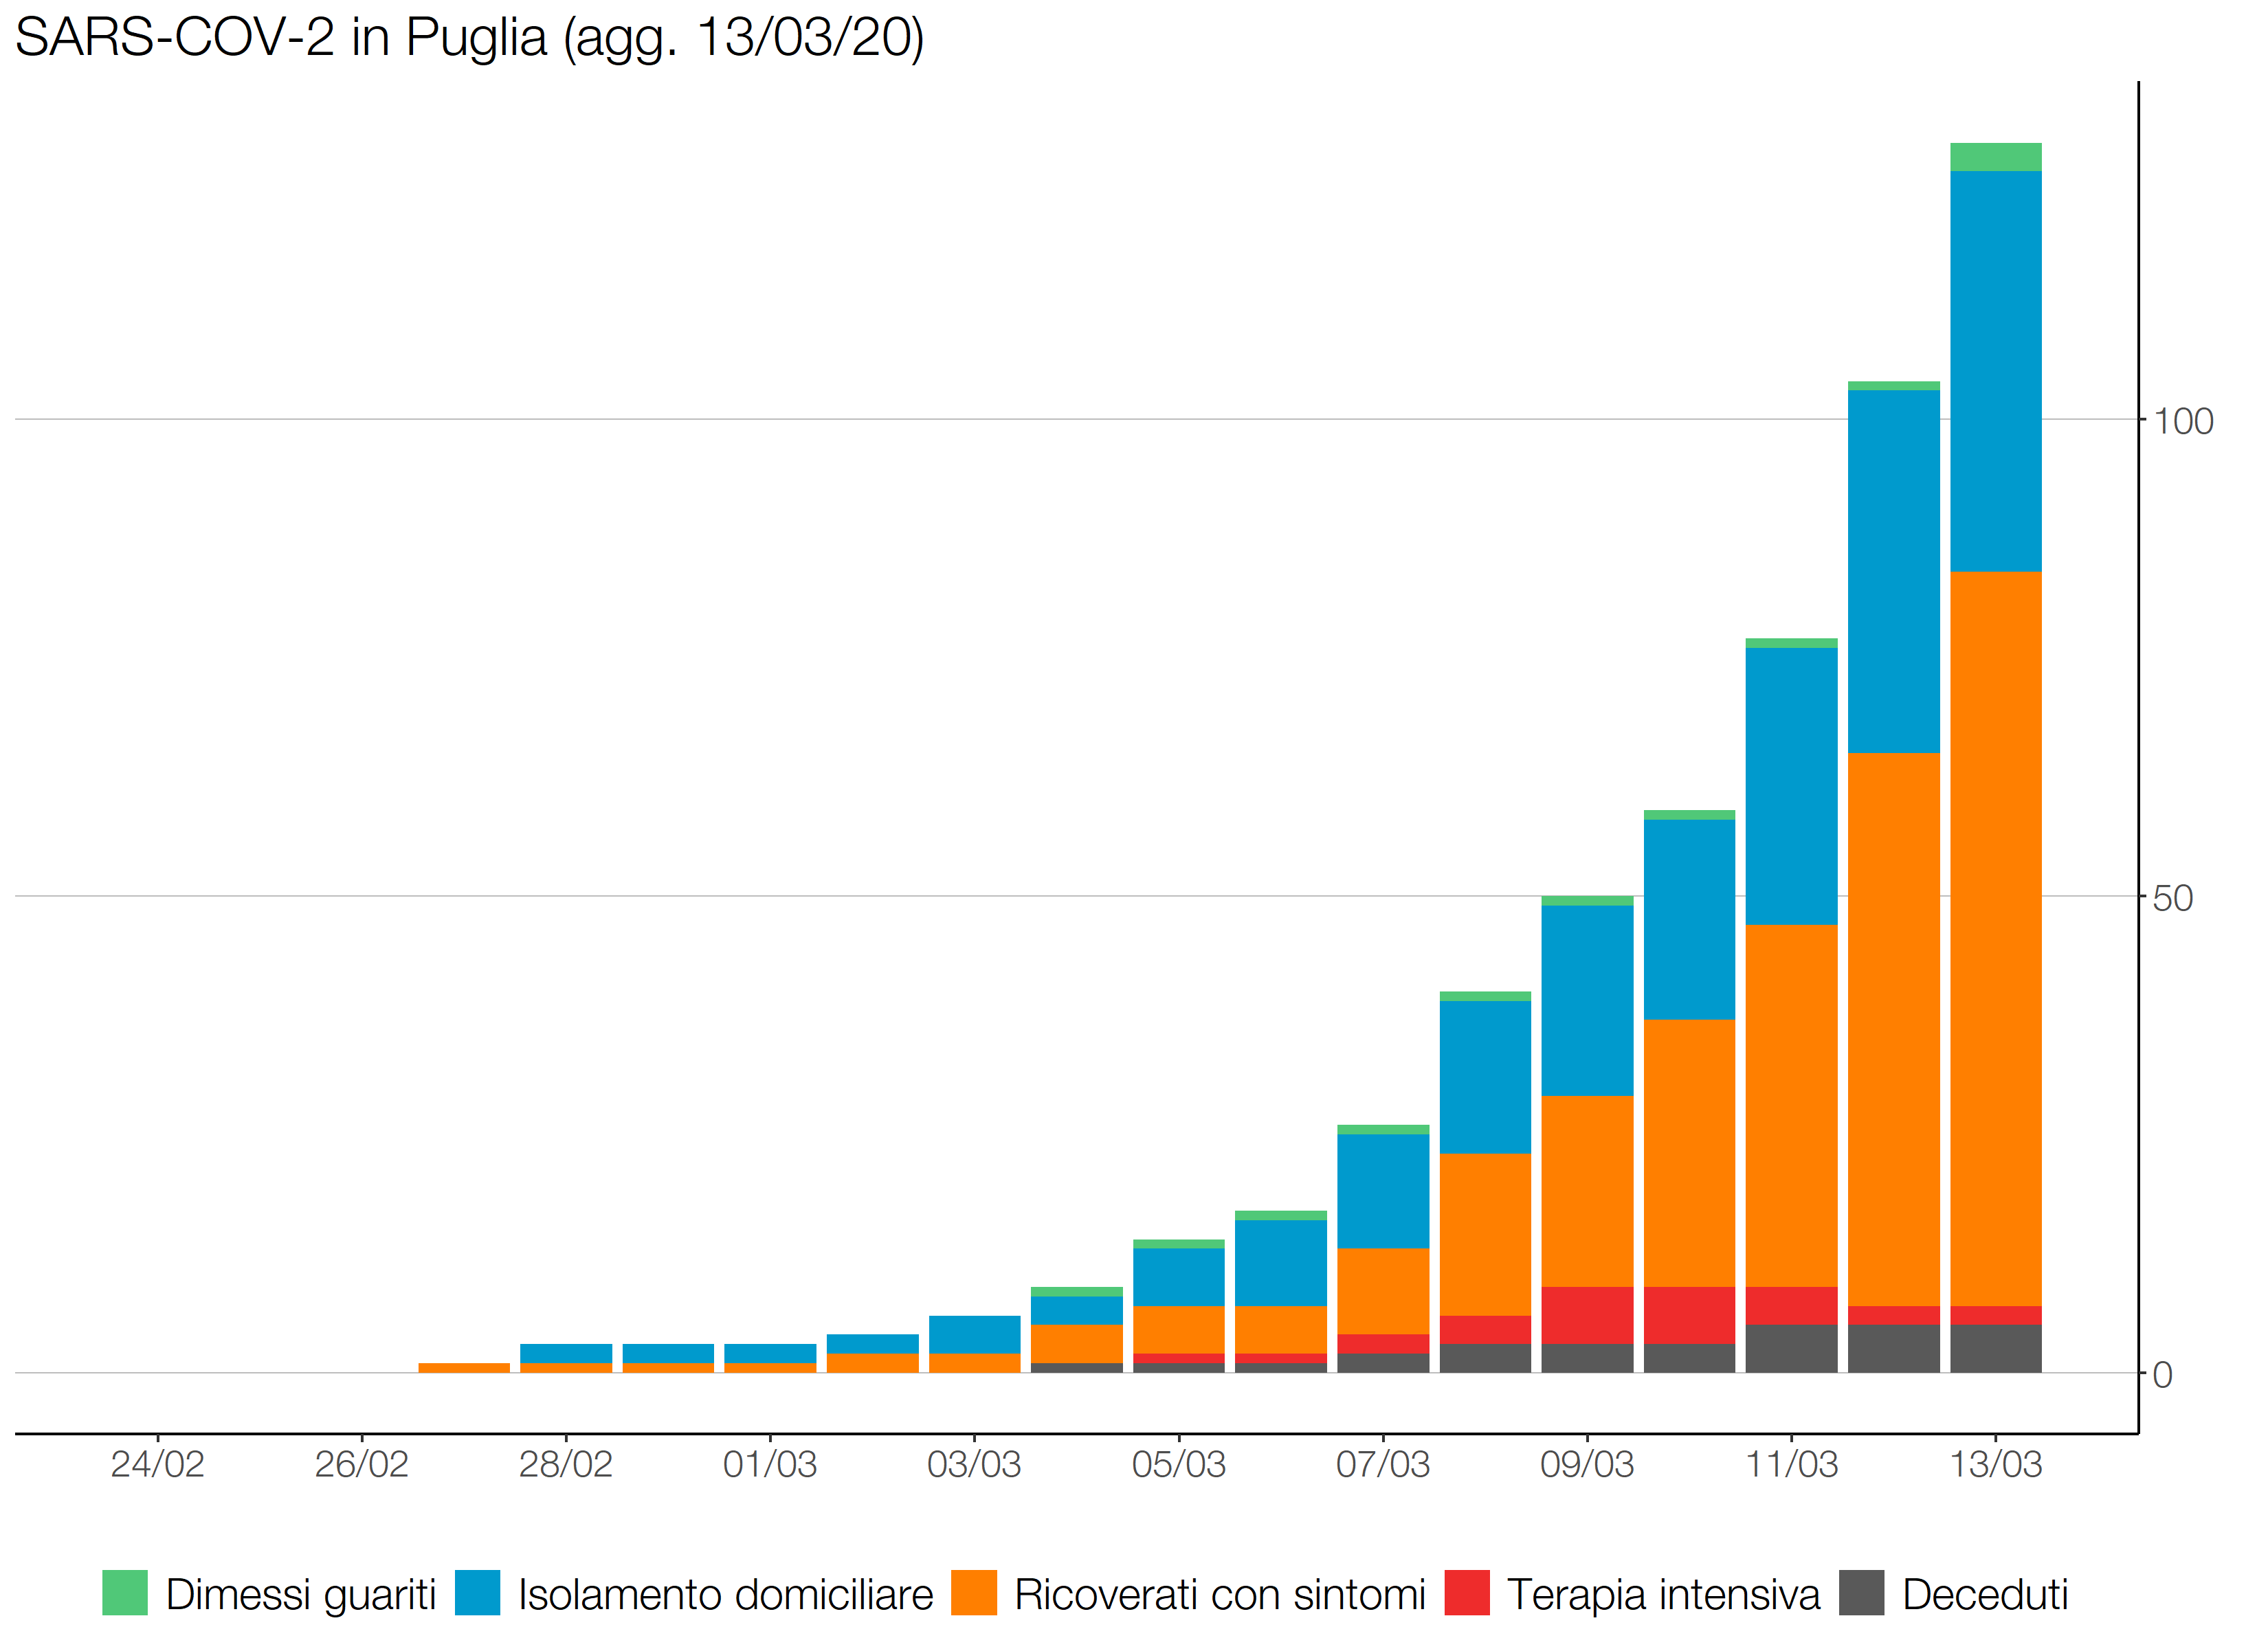 SARS-COV-2 in Puglia (agg. 13/03/20)
100
50
0
24/02 26/02 28/02 01/03 03/03 05/03 07/03 09/03 11/03 13/03
Dimessi guariti Isolamento domiciliare Ricoverati con sintomi Terapia intensiva Deceduti